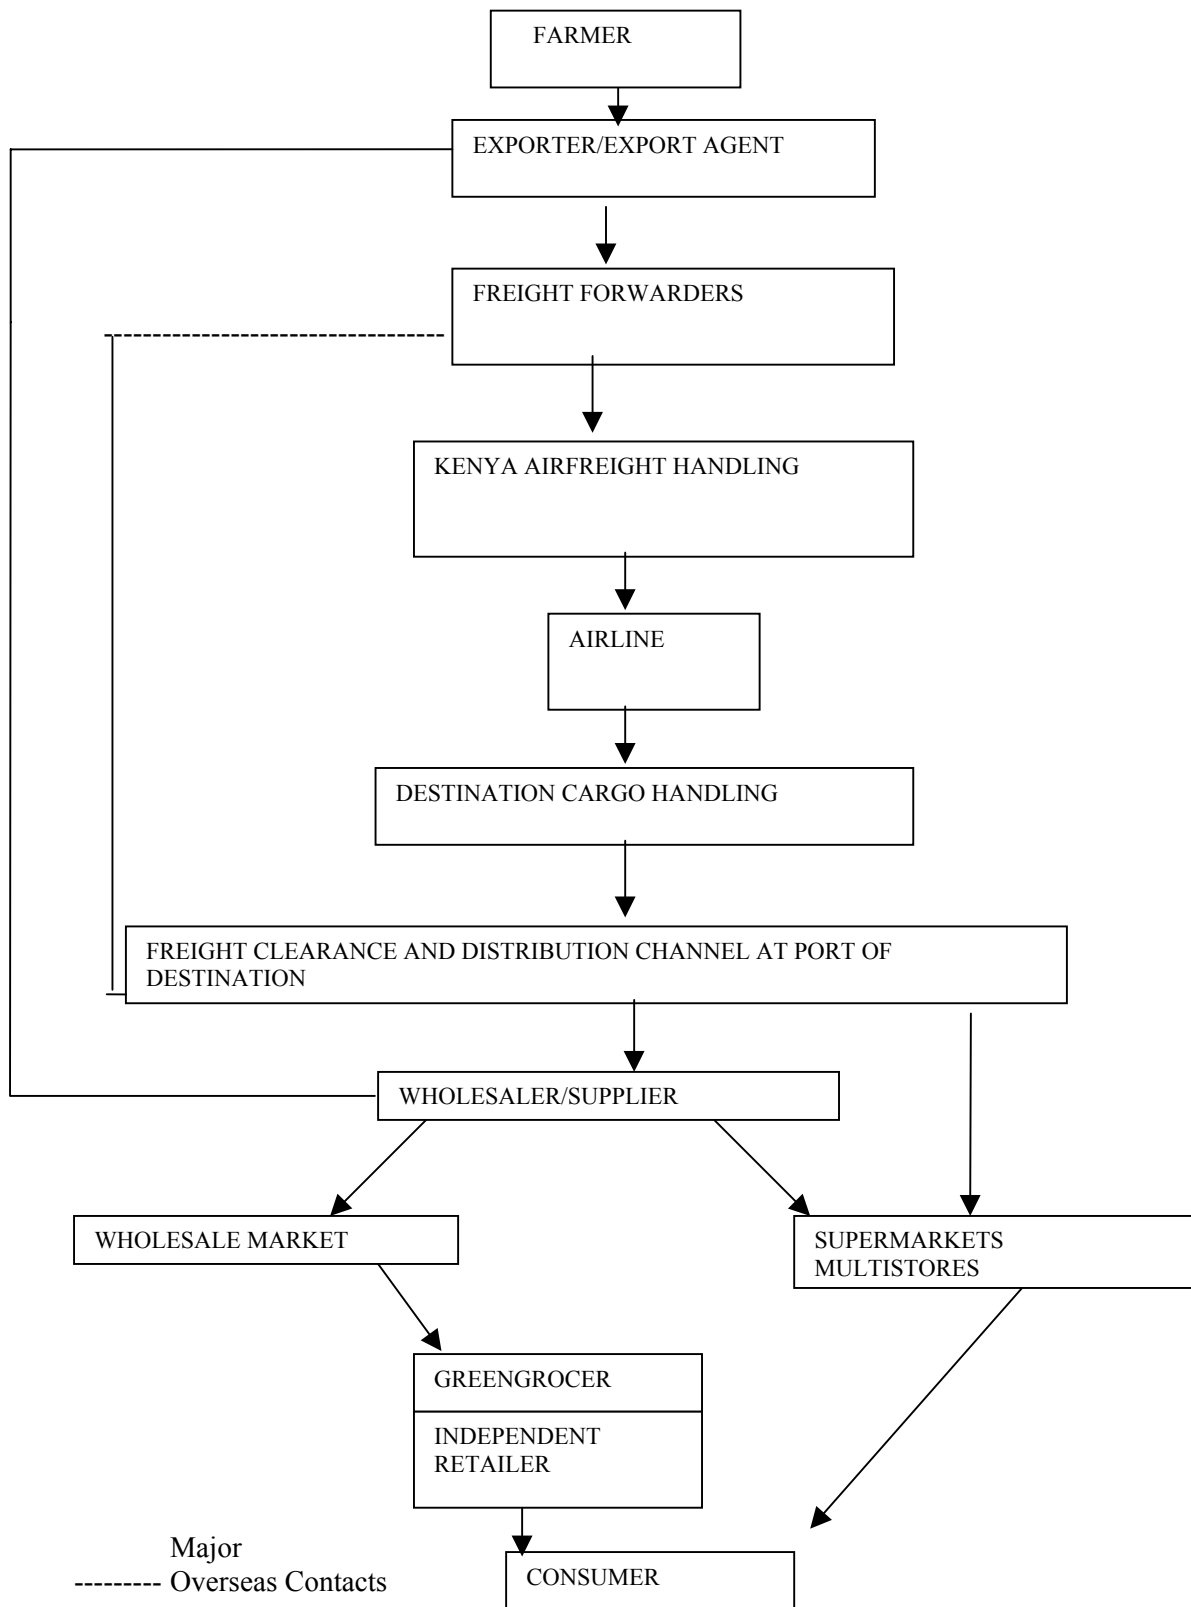 FARMER
EXPORTER/EXPORT AGENT
FREIGHT FORWARDERS
KENYA AIRFREIGHT HANDLING
AIRLINE
DESTINATION CARGO HANDLING
FREIGHT CLEARANCE AND DISTRIBUTION CHANNEL AT PORT OF
DESTINATION
WHOLESALER/SUPPLIER
WHOLESALE MARKET
SUPERMARKETS
MULTISTORES
GREENGROCER
INDEPENDENT
RETAILER
Major
Overseas Contacts
CONSUMER